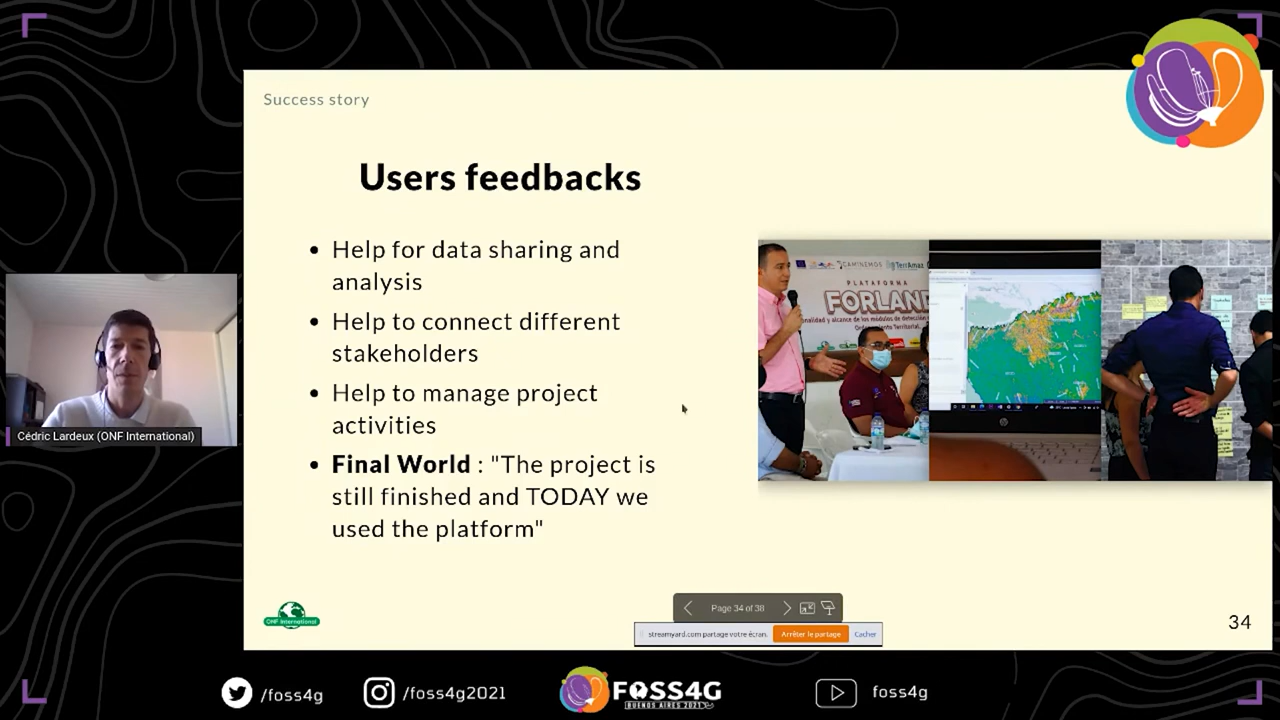 Success story
Users feedbacks
• Help for data sharing and
analysis
• Help to connect different
stakeholders
• Help to manage project
activities
• Final World : "The project is
still finished and TODAY we
used the platform"
CAMINEMOS TerrAmaz
PLATAFORMA
FORLAN
Cédric Lardeux (ONF International)
ONF International
Page 34 of 38
streamyard.com partage votre écran. Arrêter le partage Cacher
34
/foss4g
/foss4g2021
FOSS4G
BUENOS AIRES 2021
foss4g